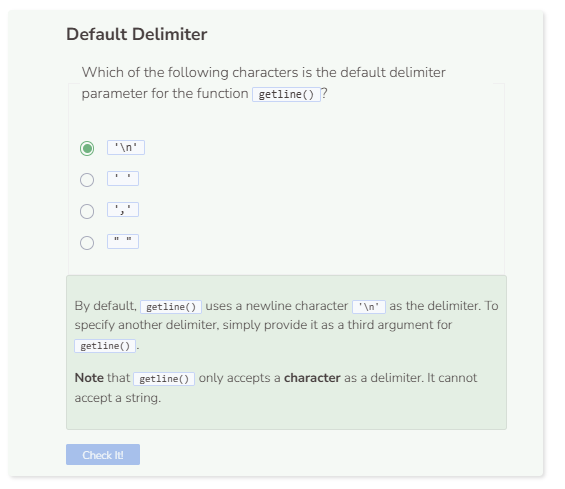 Default Delimiter
Which of the following characters is the default delimiter
parameter for the function getline() ?
'\n'
' '
','
" "
By default, getline() uses a newline character '\n' as the delimiter. To
specify another delimiter, simply provide it as a third argument for
getline() .
Note that getline() only accepts a character as a delimiter. It cannot
accept a string.
Check It!